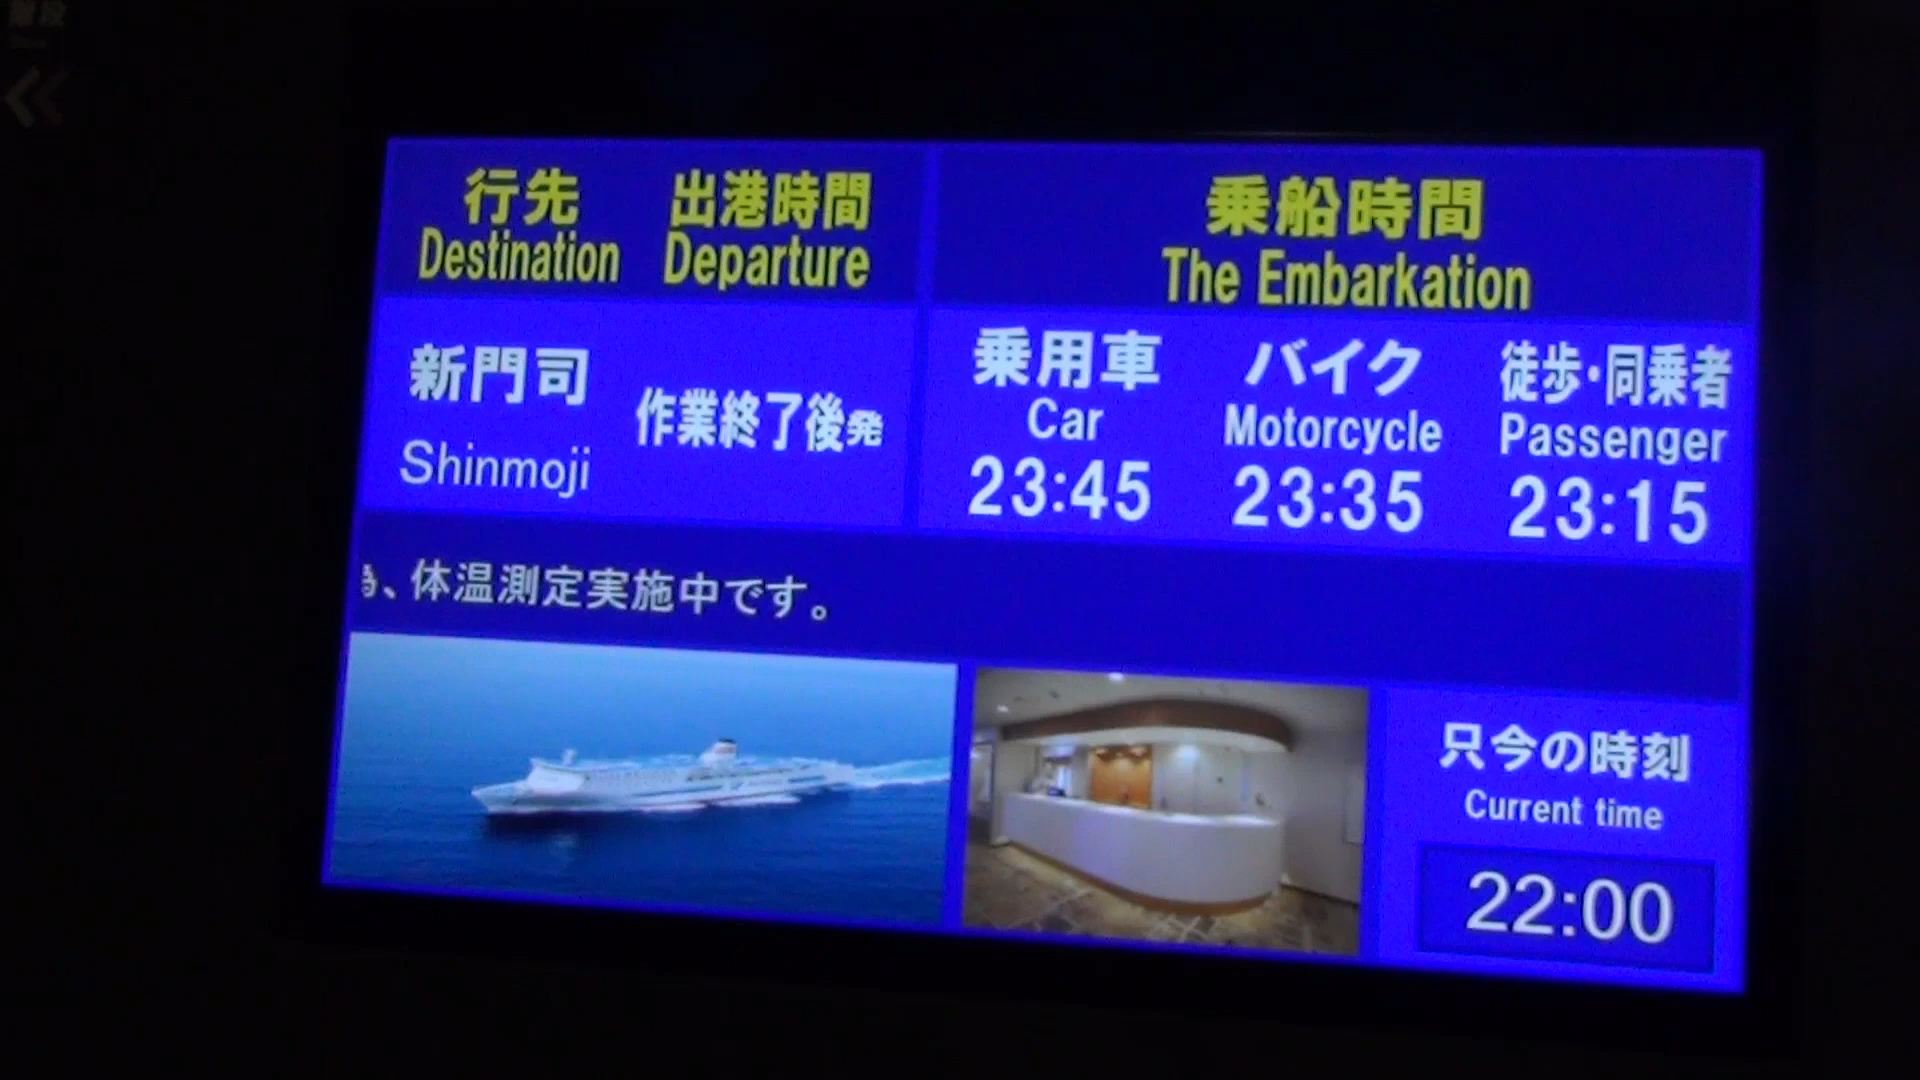 行先 出港時間
Destination Departure
乗船時間
The Embarkation
新門司
Shinmoji
作業終了後発
乗用車 バイク 徒歩・同乗者
Car Motorcycle Passenger
23:45 23:35 23:15
、体温測定実施中です。
只今の時刻
Current time
22:00